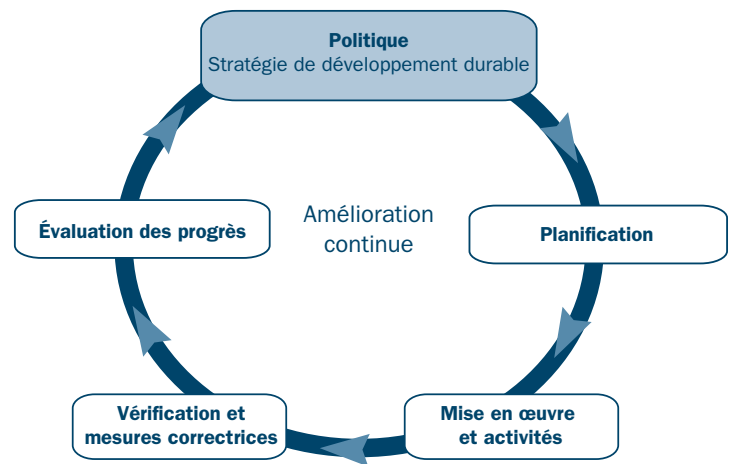 Politique
Stratégie de développement durable
Amélioration
continue
Évaluation des progrès
Planification
Vérification et
mesures correctrices
Mise en œuvre
et activités